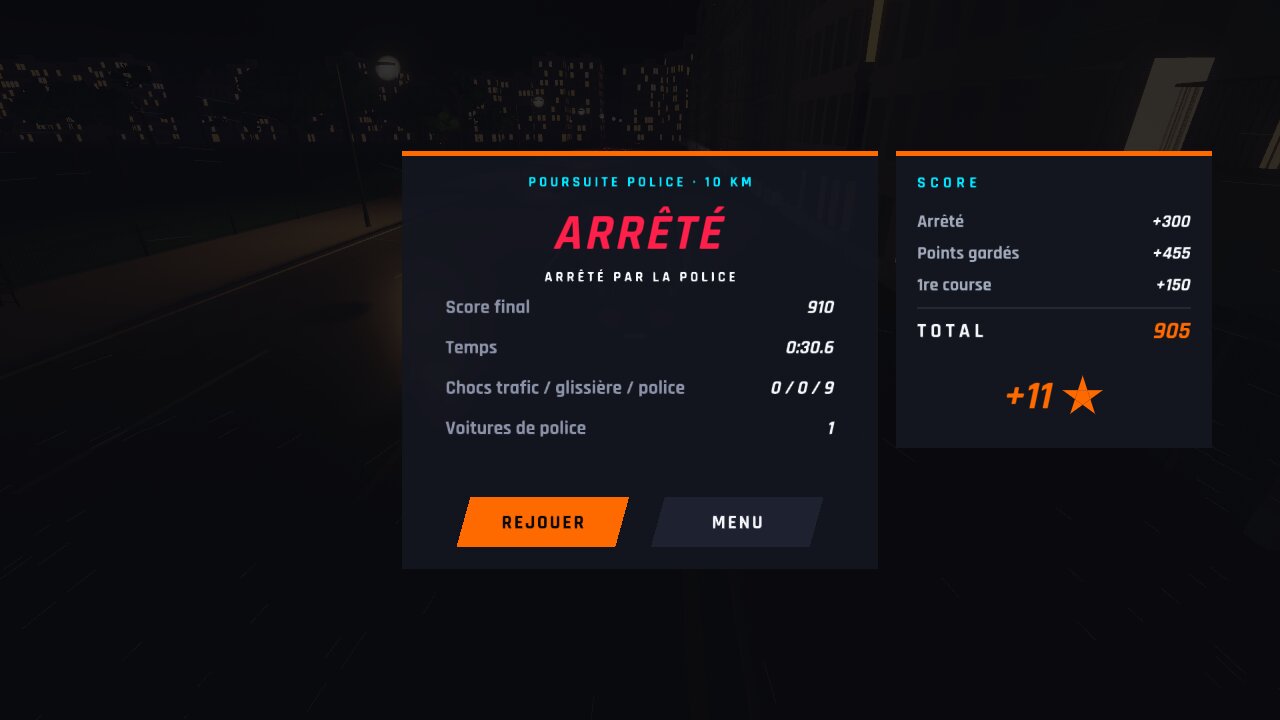 POURSUITE POLICE · 10 KM
ARRÊTÉ
ARRÊTÉ PAR LA POLICE
Score final 910
Temps 0:30.6
Chocs trafic / glissière / police 0 / 0 / 9
Voitures de police 1
REJOUER MENU
SCORE
Arrêté +300
Points gardés +455
1re course +150
TOTAL 905
+11 ★